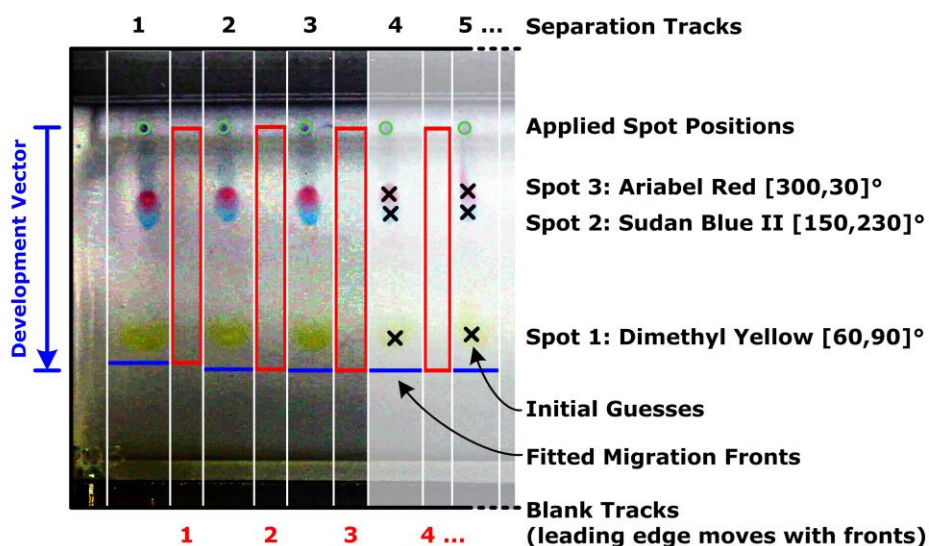 1 2 3 4 5 ... Separation Tracks
Applied Spot Positions
Spot 3: Ariabel Red [300,30]°
Spot 2: Sudan Blue II [150,230]°
Development Vector
Spot 1: Dimethyl Yellow [60,90]°
Initial Guesses
Fitted Migration Fronts
Blank Tracks
1 2 3 4 ... (leading edge moves with fronts)